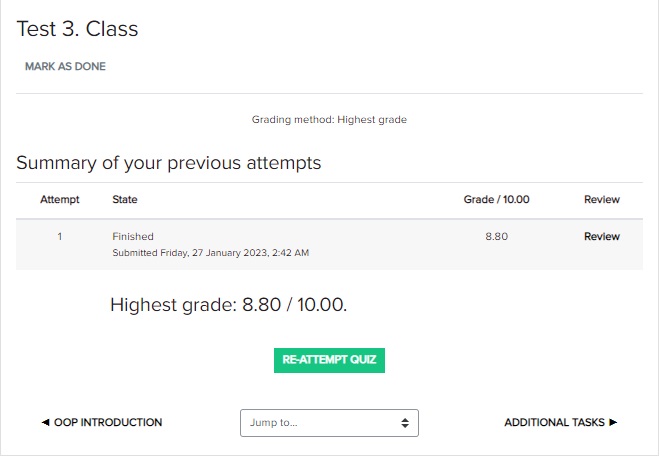 Test 3. Class
MARK AS DONE
Grading method: Highest grade
Summary of your previous attempts
Attempt State Grade / 10.00 Review
1 Finished 8.80 Review
Submitted Friday, 27 January 2023, 2:42 AM
Highest grade: 8.80 / 10.00.
RE-ATTEMPT QUIZ
◄ OOP INTRODUCTION Jump to... ADDITIONAL TASKS ►